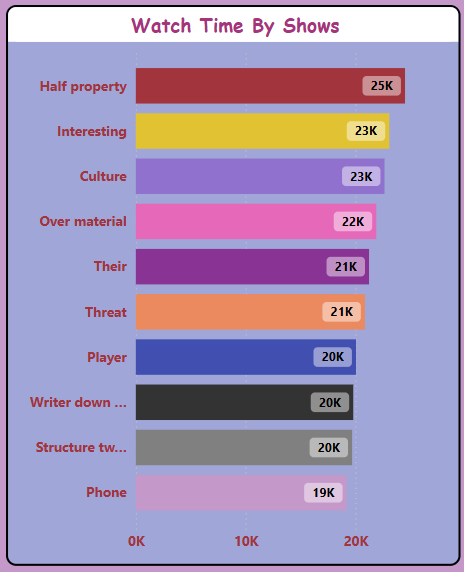 Watch Time By Shows
Half property 25K
Interesting 23K
Culture 23K
Over material 22K
Their 21K
Threat 21K
Player 20K
Writer down ... 20K
Structure tw... 20K
Phone 19K
0K 10K 20K